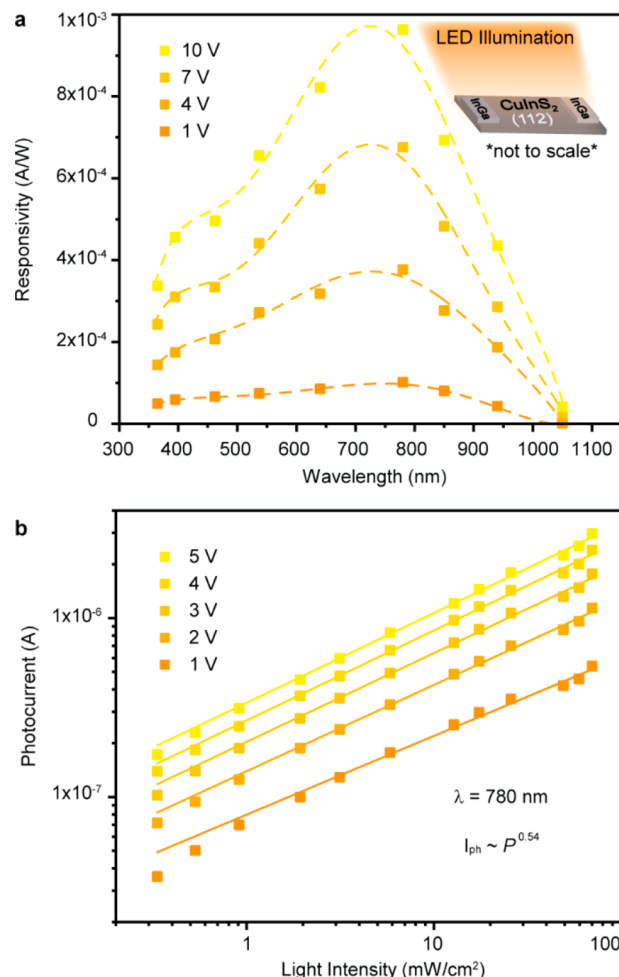 a
1x10⁻³
8x10⁻⁴
6x10⁻⁴
4x10⁻⁴
2x10⁻⁴
0
Responsivity (A/W)
10 V
7 V
4 V
1 V
LED Illumination
InGa
CuInS₂
(112)
InGa
*not to scale*
300 400 500 600 700 800 900 1000 1100
Wavelength (nm)
b
5 V
4 V
3 V
2 V
1 V
1x10⁻⁶
1x10⁻⁷
Photocurrent (A)
λ = 780 nm
Iₚₕ ~ P⁰·⁵⁴
1 10 100
Light Intensity (mW/cm²)